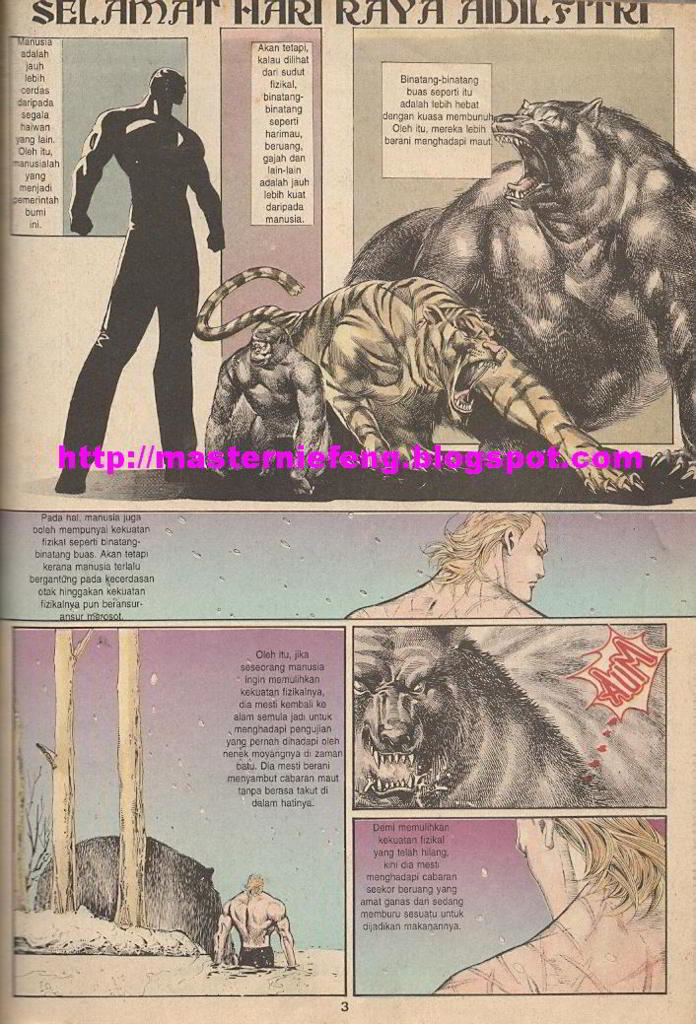 SELAMAT HARI RAYA AIDILFITRI
Manusia
adalah
jauh
lebih
cerdas
daripada
segala
haiwan
yang lain.
Oleh itu,
manusialah
yang
menjadi
pemerintah
bumi
ini.
Akan tetapi,
kalau dilihat
dari sudut
fizikal,
binatang-
binatang
seperti
harimau,
beruang,
gajah dan
lain-lain
adalah jauh
lebih kuat
daripada
manusia.
Binatang-binatang
buas seperti itu
adalah lebih hebat
dengan kuasa membunuh.
Oleh itu, mereka lebih
barani menghadapi maut.
http://masterniefeng.blogspot.com
Pada hal, manusia juga
boleh mempunyai kekuatan
fizikal seperti binatang-
binatang buas. Akan tetapi
kerana manusia terlalu
bergantung pada kecerdasan
otak hinggakan kekuatan
fizikalnya pun beransur-
ansur merosot.
Oleh itu, jika
seseorang manusia
ingin memulihkan
kekuatan fizikalnya,
dia mesti kembali ke
alam semula jadi untuk
menghadapi pengujian
yang pernah dihadapi oleh
nenek moyangnya di zaman
batu. Dia mesti berani
menyambut cabaran maut
tanpa berasa takut di
dalam hatinya.
Demi memulihkan
kekuatan fizikal
yang telah hilang,
kini dia mesti
menghadapi cabaran
seekor beruang yang
amat ganas dan sedang
memburu sesuatu untuk
dijadikan makanannya.
3